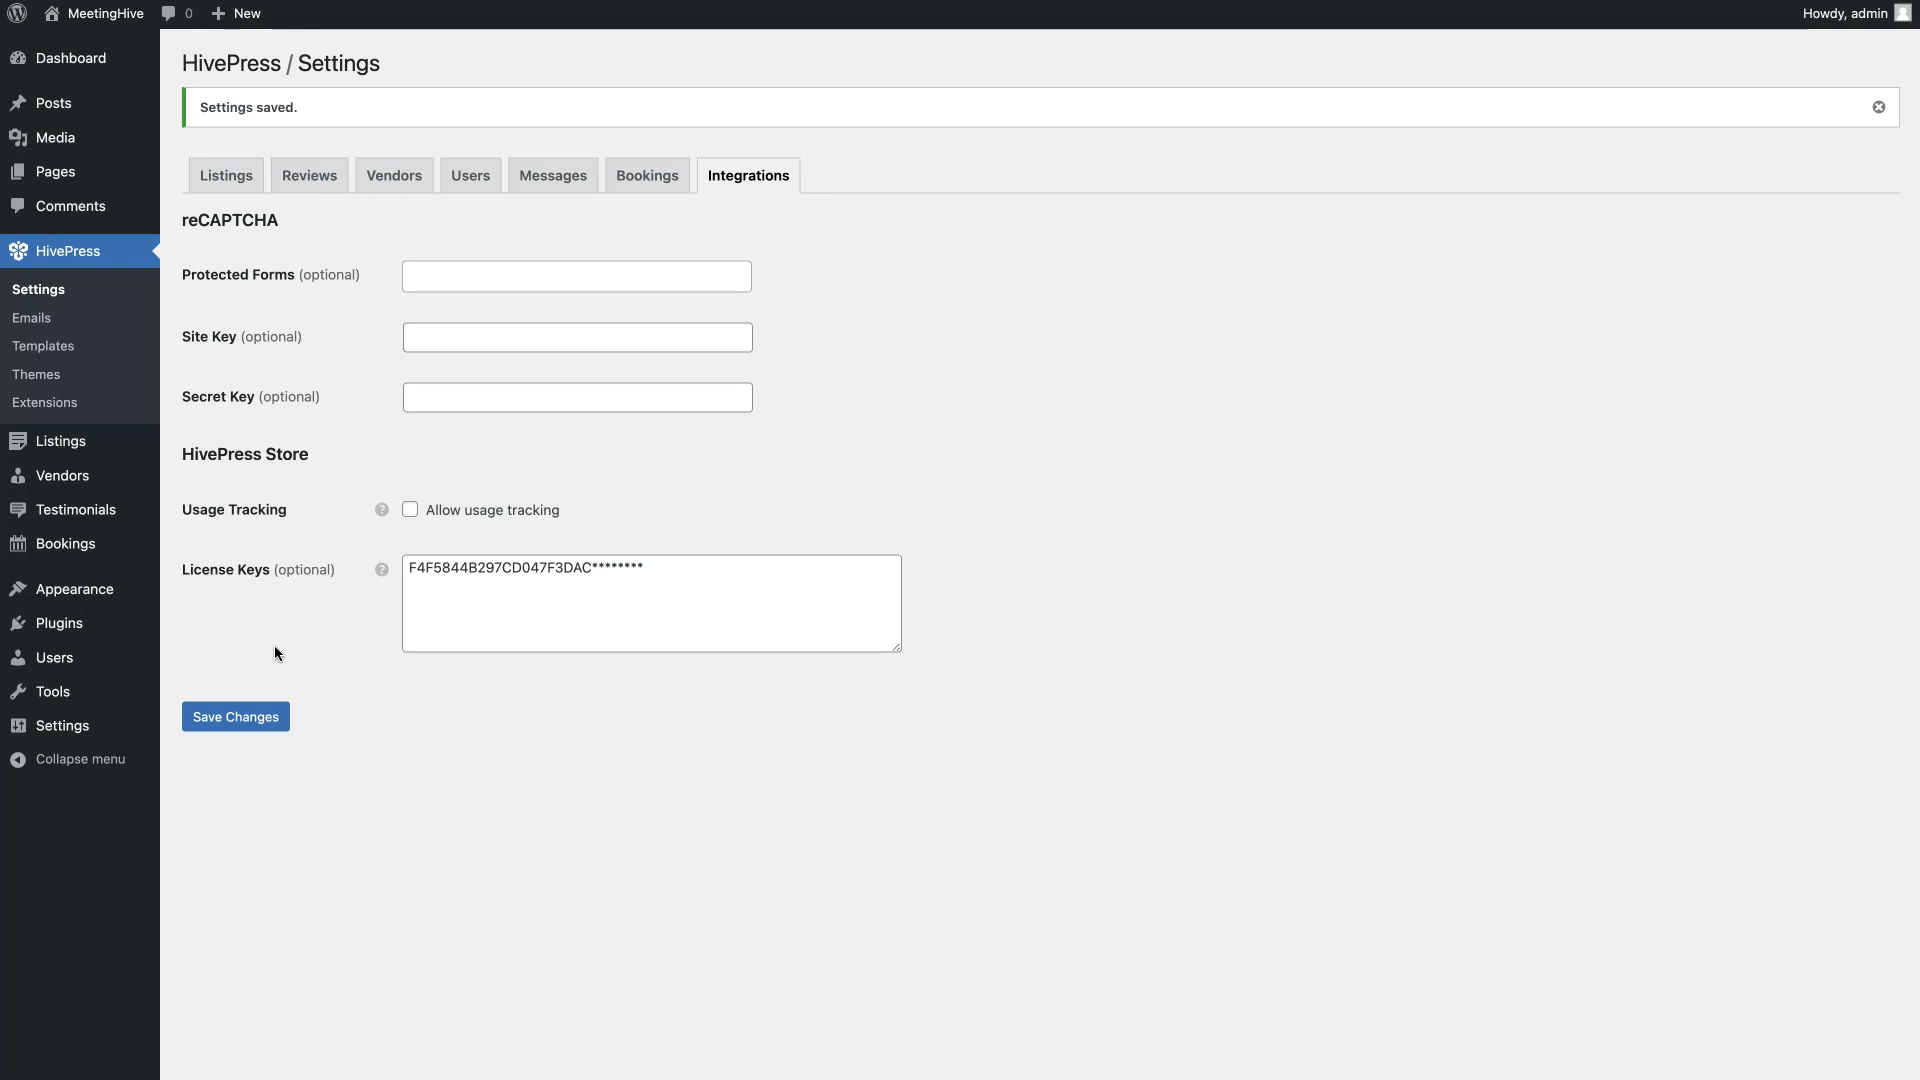 MeetingHive 0 New Howdy, admin
Dashboard
Posts
Media
Pages
Comments
HivePress
Settings
Emails
Templates
Themes
Extensions
Listings
Vendors
Testimonials
Bookings
Appearance
Plugins
Users
Tools
Settings
Collapse menu
HivePress / Settings
Settings saved.
Listings Reviews Vendors Users Messages Bookings Integrations
reCAPTCHA
Protected Forms (optional)
Site Key (optional)
Secret Key (optional)
HivePress Store
Usage Tracking ? Allow usage tracking
License Keys (optional) ? F4F5844B297CD047F3DAC********
Save Changes